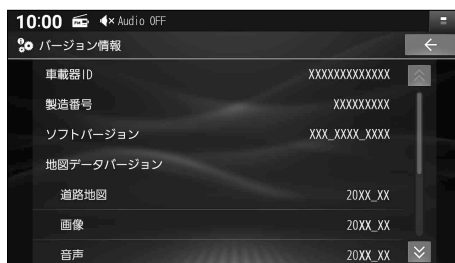 10:00 Audio OFF
バージョン情報
車載器ID XXXXXXXXXXXXX
製造番号 XXXXXXXXX
ソフトバージョン XXX_XXXX_XXXX
地図データバージョン
道路地図 20XX_XX
画像 20XX_XX
音声 20XX_XX